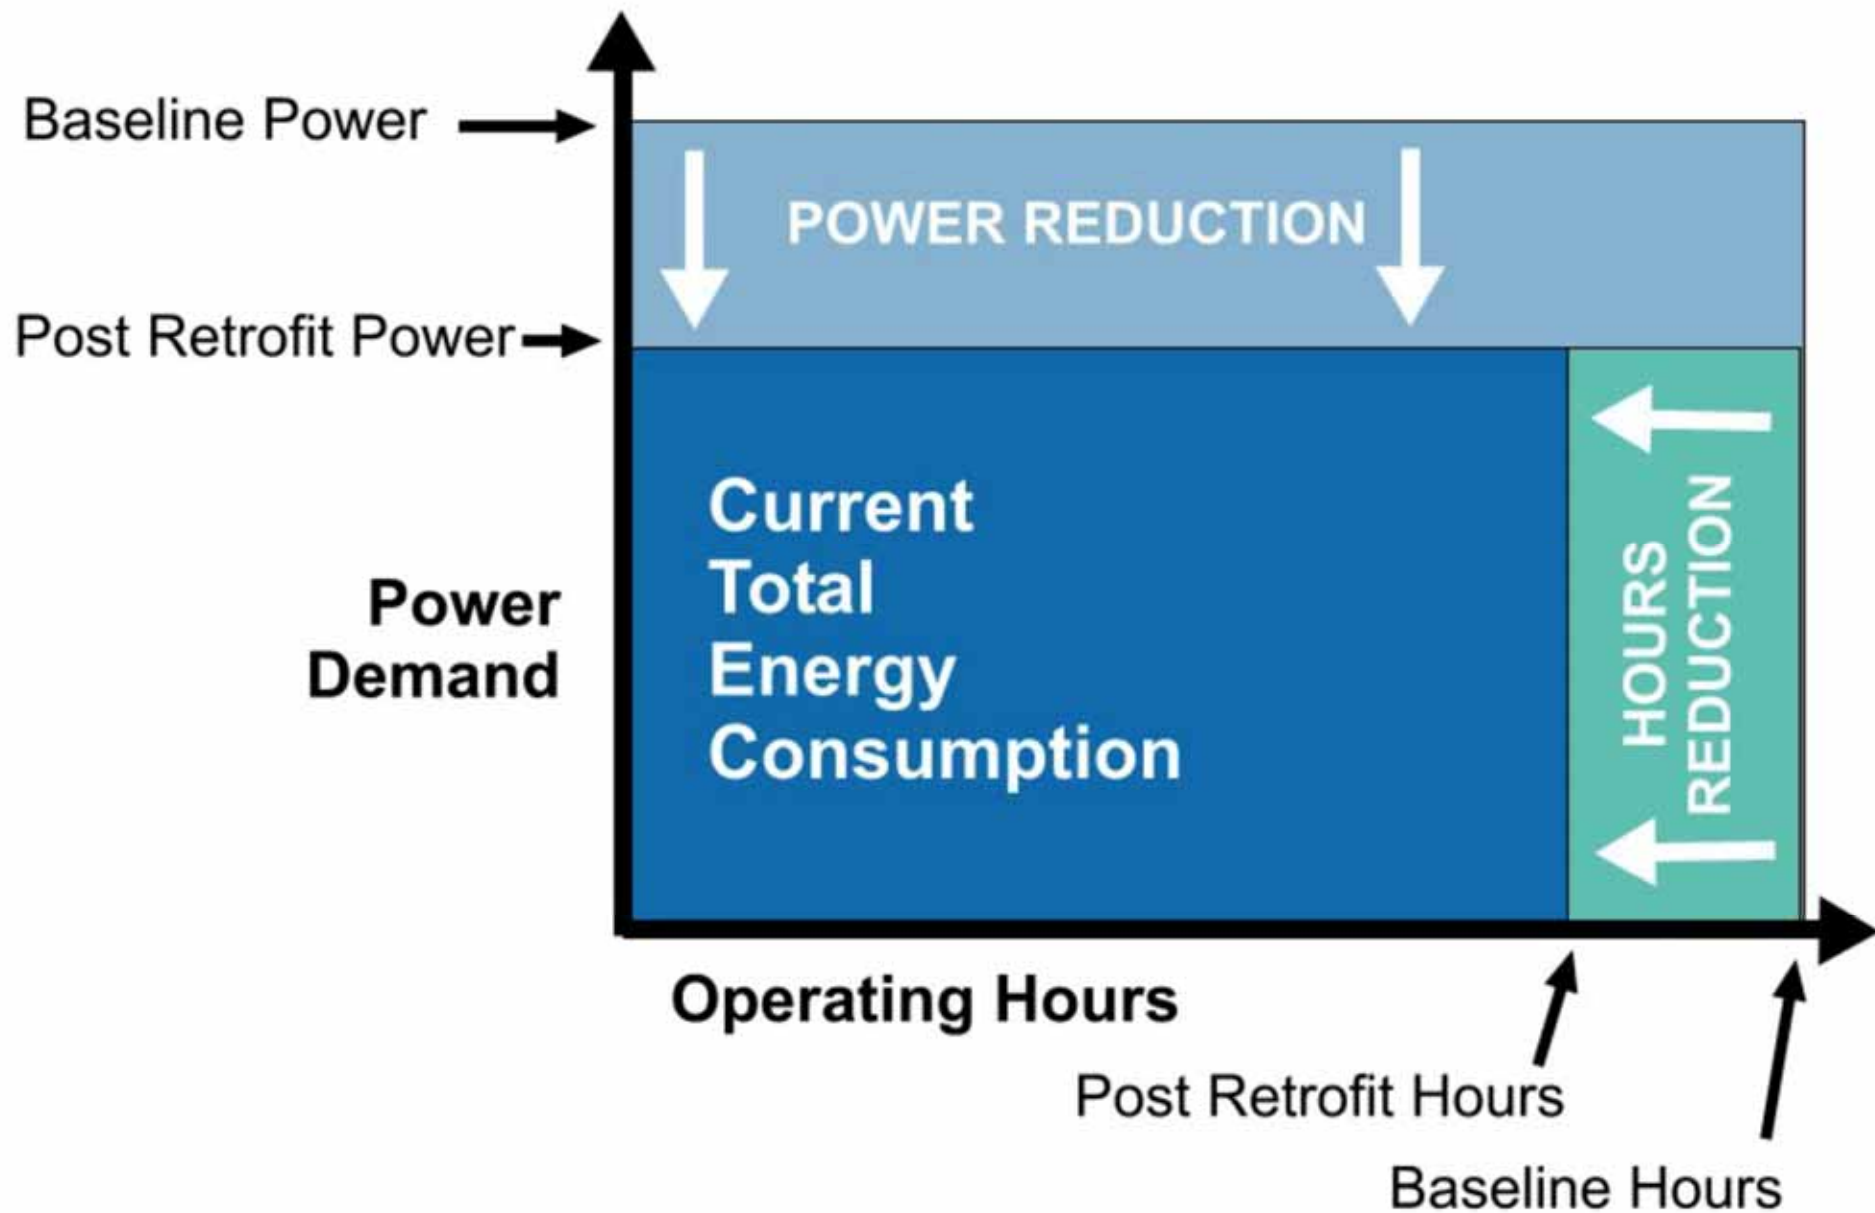 Baseline Power
POWER REDUCTION
Post Retrofit Power
Current
Total
Energy
Consumption
Power
Demand
HOURS
REDUCTION
Operating Hours
Post Retrofit Hours
Baseline Hours